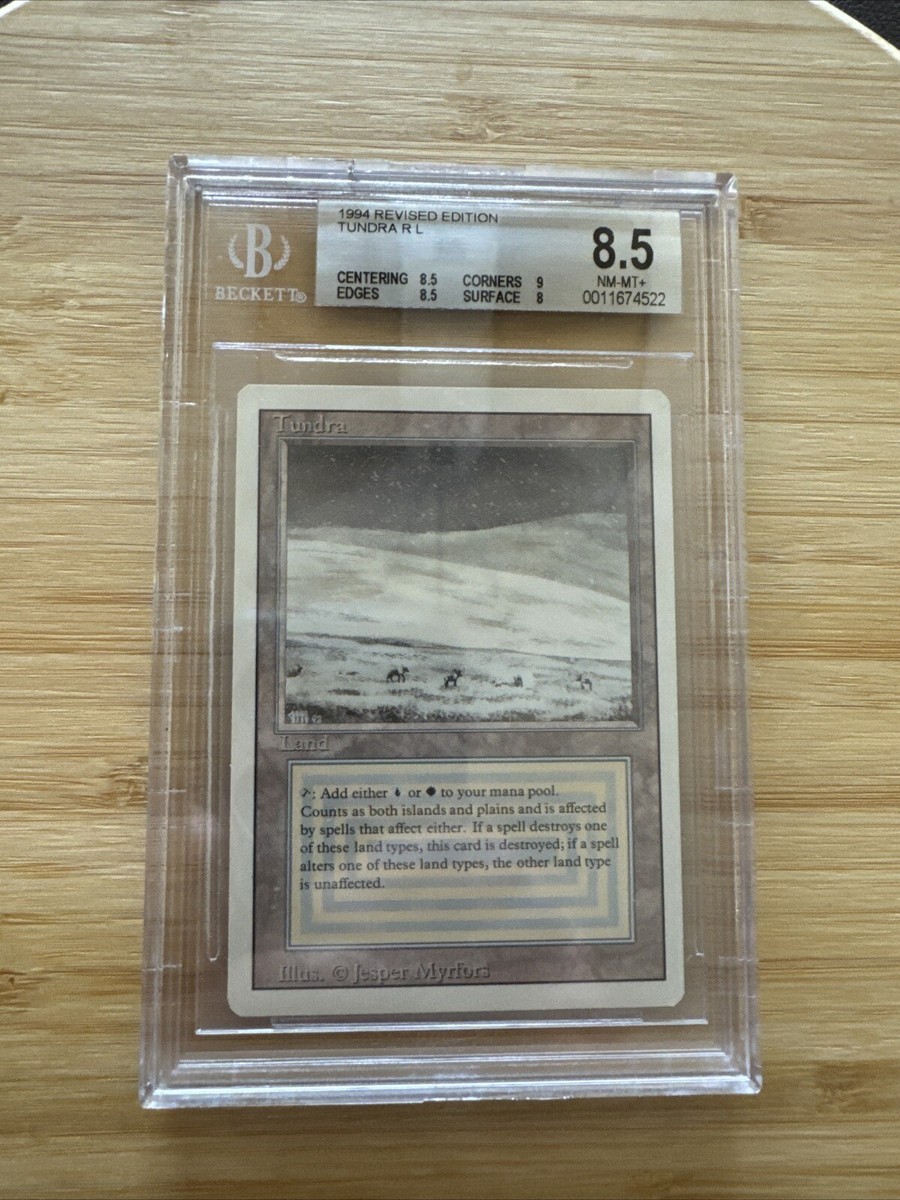 1994 REVISED EDITION
TUNDRA R L
CENTERING 8.5 CORNERS 9
EDGES 8.5 SURFACE 8
8.5
NM-MT+
0011674522
B
BECKETT®
Tundra
Land
: Add either or to your mana pool.
Counts as both islands and plains and is affected
by spells that affect either. If a spell destroys one
of these land types, this card is destroyed; if a spell
alters one of these land types, the other land type
is unaffected.
Illus. © Jesper Myrfors